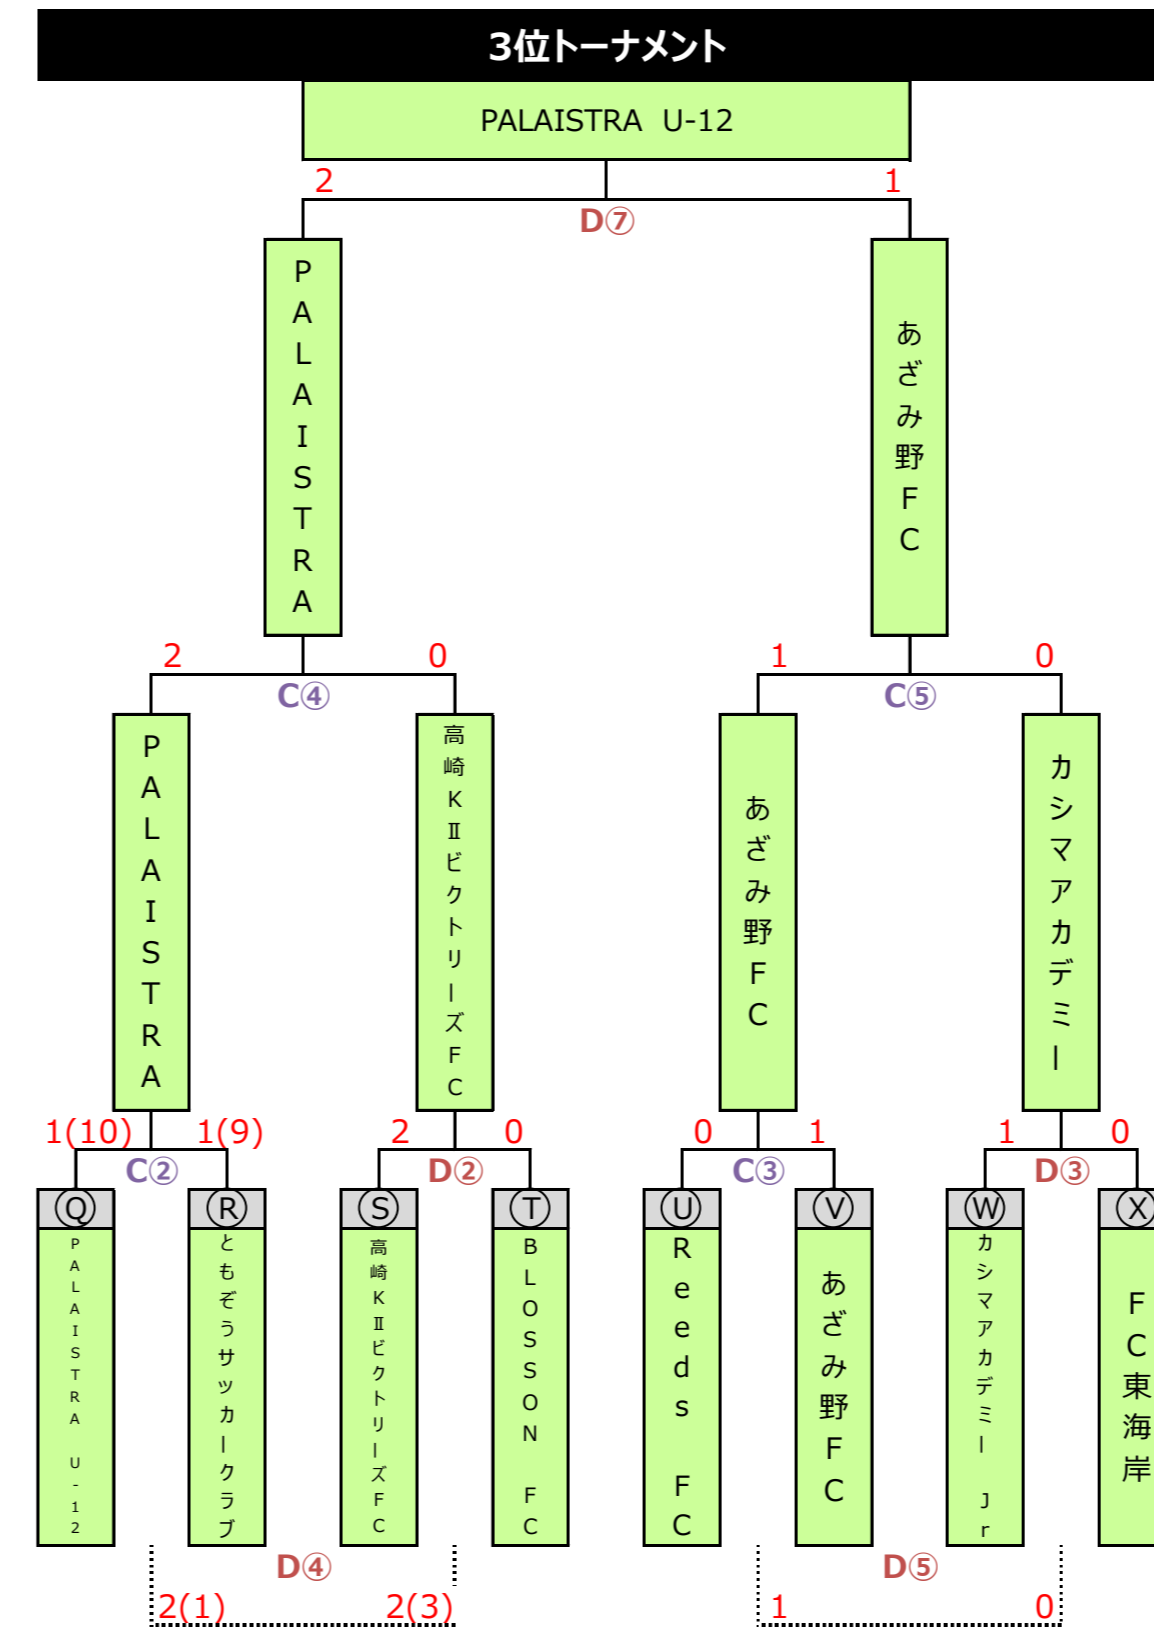 3位トーナメント
PALAISTRA U-12
2
1
D⑦
PALAISTRA
あざみ野FC
2
0
1
0
C④
C⑤
PALAISTRA
高崎KⅡビクトリーズFC
あざみ野FC
カシマアカデミー
1(10)
1(9)
2
0
0
1
1
0
C②
D②
C③
D③
Ⓠ
Ⓡ
Ⓢ
Ⓣ
Ⓤ
Ⓥ
Ⓦ
Ⓧ
PALAISTRA U-12
ともぞうサッカークラブ
高崎KⅡビクトリーズFC
BLOSSON FC
Reeds FC
あざみ野FC
カシマアカデミー Jr
FC東海岸
D④
D⑤
2(1)
2(3)
1
0